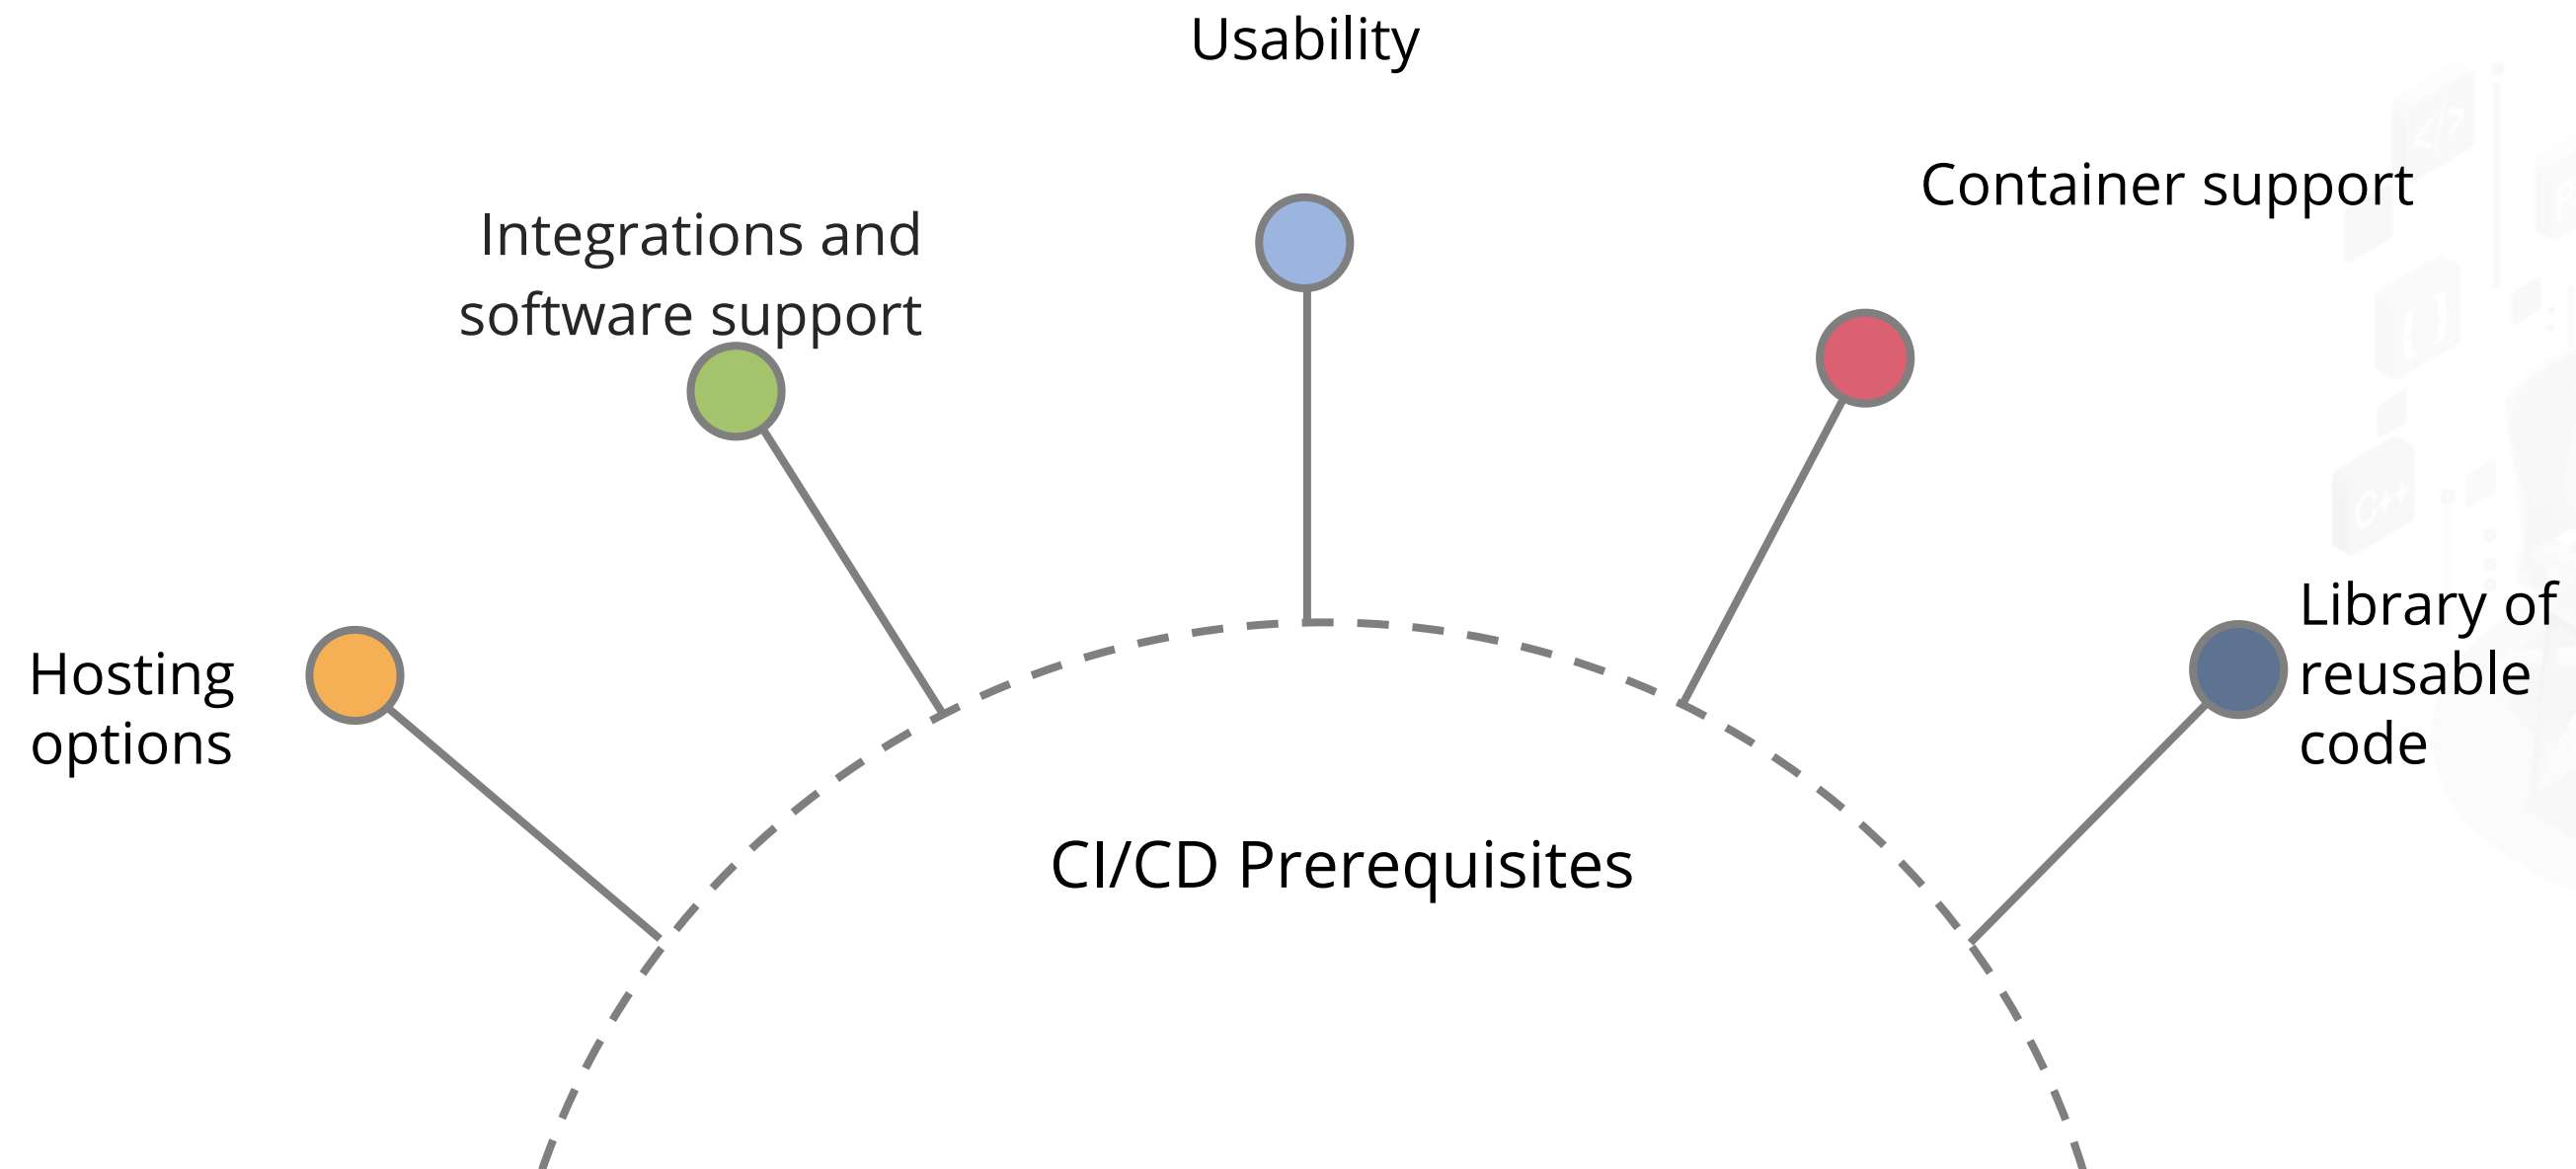 Usability
Container support
Integrations and
software support
Hosting
options
Library of
reusable
code
CI/CD Prerequisites
</>
{ }
C++